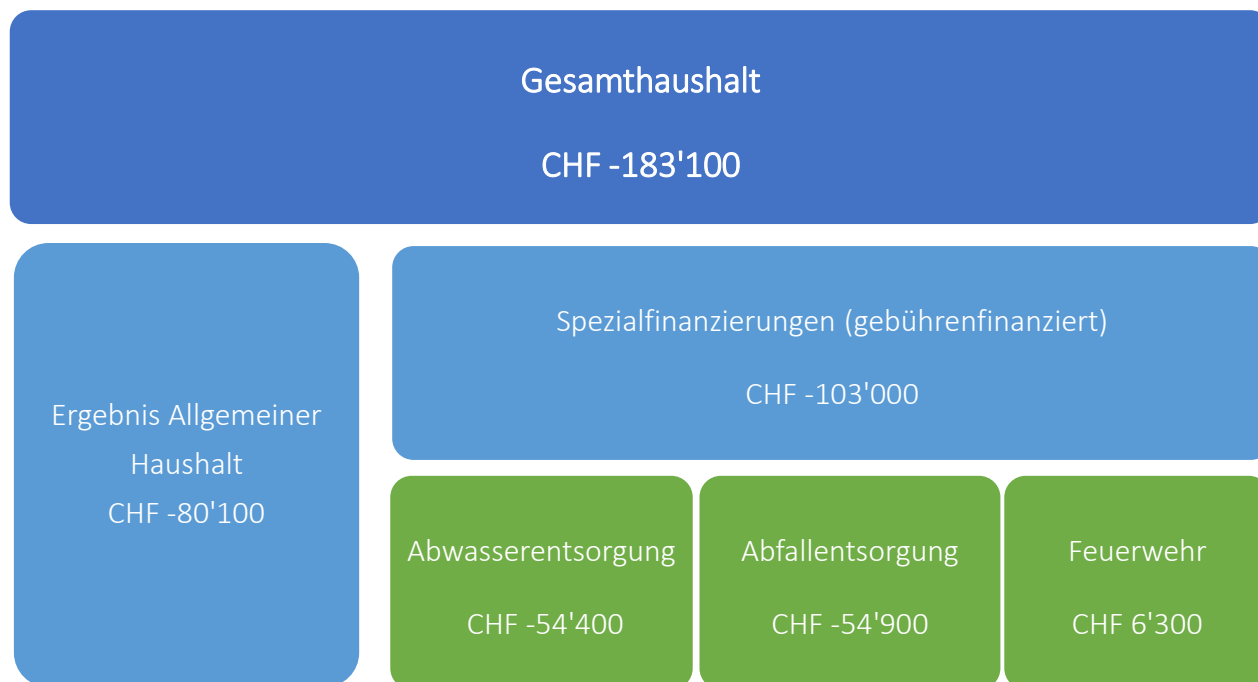 Gesamthaushalt
CHF -183'100
Ergebnis Allgemeiner
Haushalt
CHF -80'100
Spezialfinanzierungen (gebührenfinanziert)
CHF -103'000
Abwasserentsorgung
CHF -54'400
Abfallentsorgung
CHF -54'900
Feuerwehr
CHF 6'300